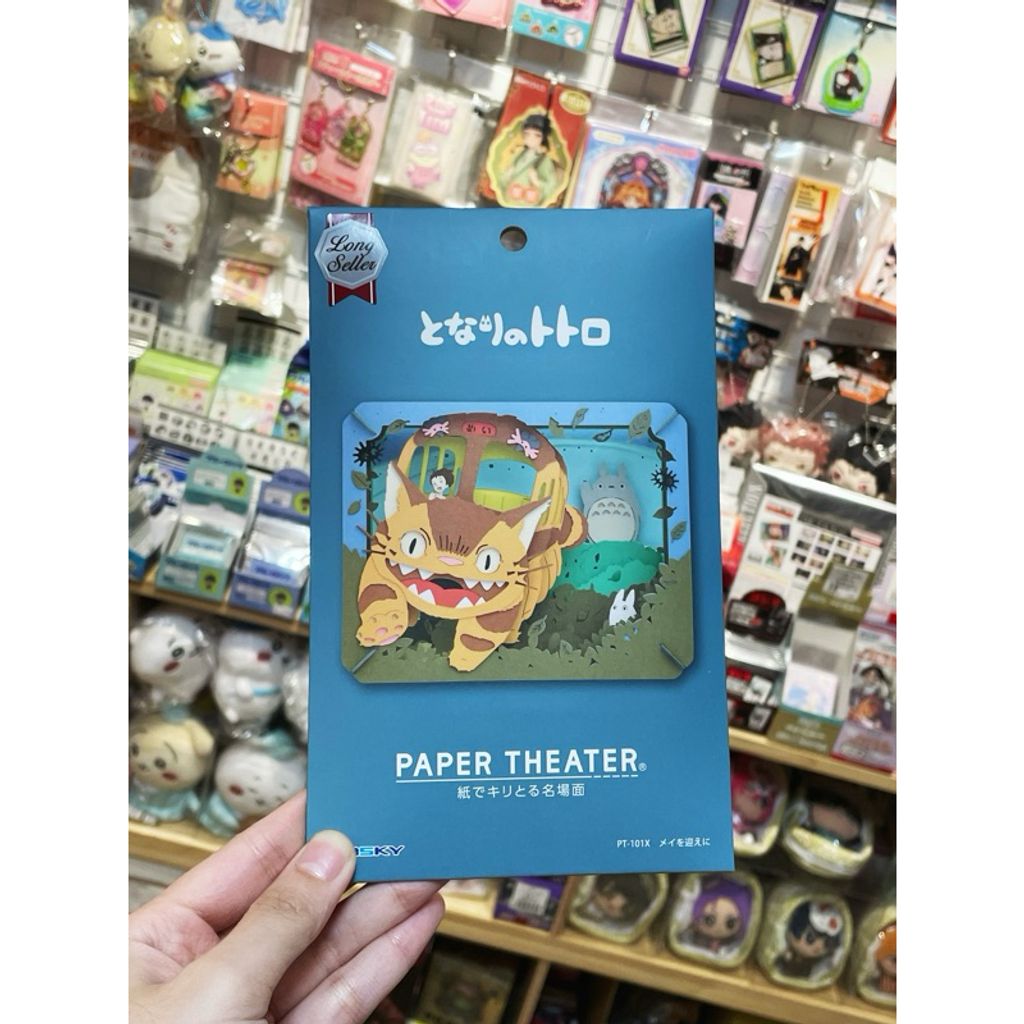 Long
Seller
となりのトトロ
めい
PAPER THEATER®
紙でキリとる名場面
SKY
PT-101X メイを迎えに